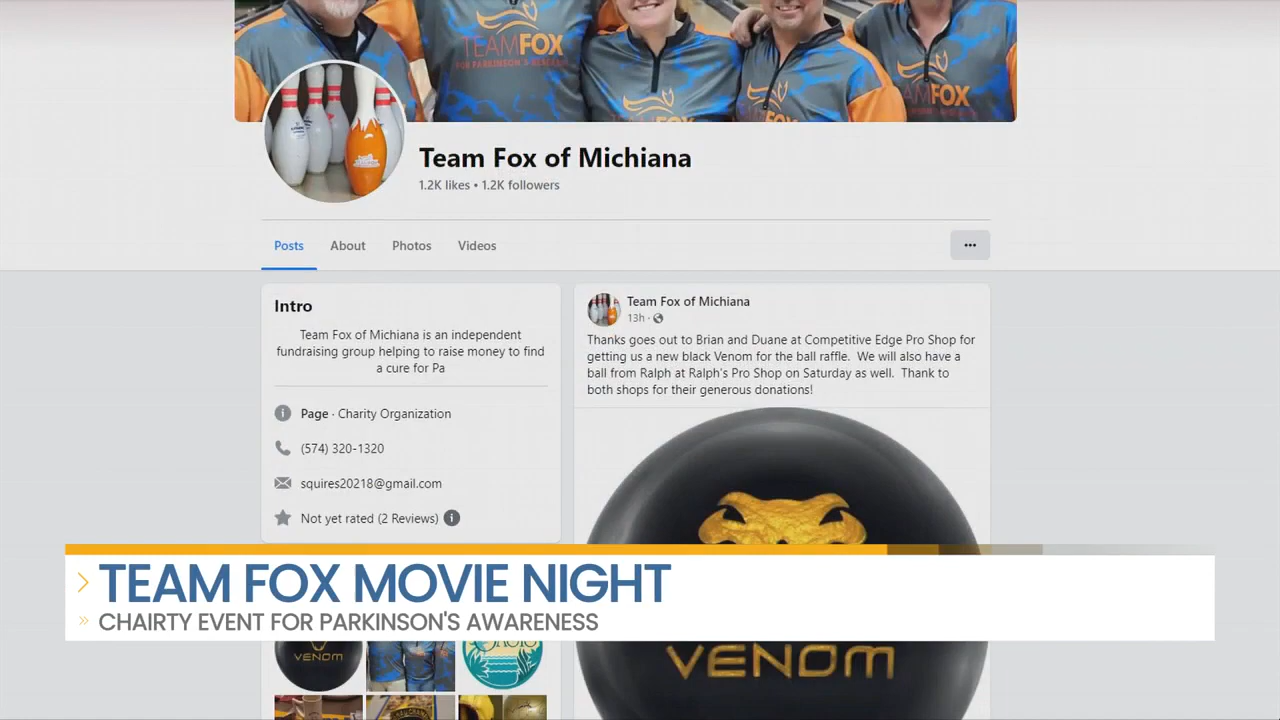 TEAMFOX
FOR PARKINSON'S RESEARCH
TEAMFOX
FOX
Team Fox of Michiana
1.2K likes • 1.2K followers
Posts About Photos Videos
Intro
Team Fox of Michiana is an independent
fundraising group helping to raise money to find
a cure for Pa
Page · Charity Organization
(574) 320-1320
squires20218@gmail.com
Not yet rated (2 Reviews)
Team Fox of Michiana
13h ·
Thanks goes out to Brian and Duane at Competitive Edge Pro Shop for
getting us a new black Venom for the ball raffle. We will also have a
ball from Ralph at Ralph's Pro Shop on Saturday as well. Thank to
both shops for their generous donations!
TEAM FOX MOVIE NIGHT
CHAIRTY EVENT FOR PARKINSON'S AWARENESS
VENOM
VENOM